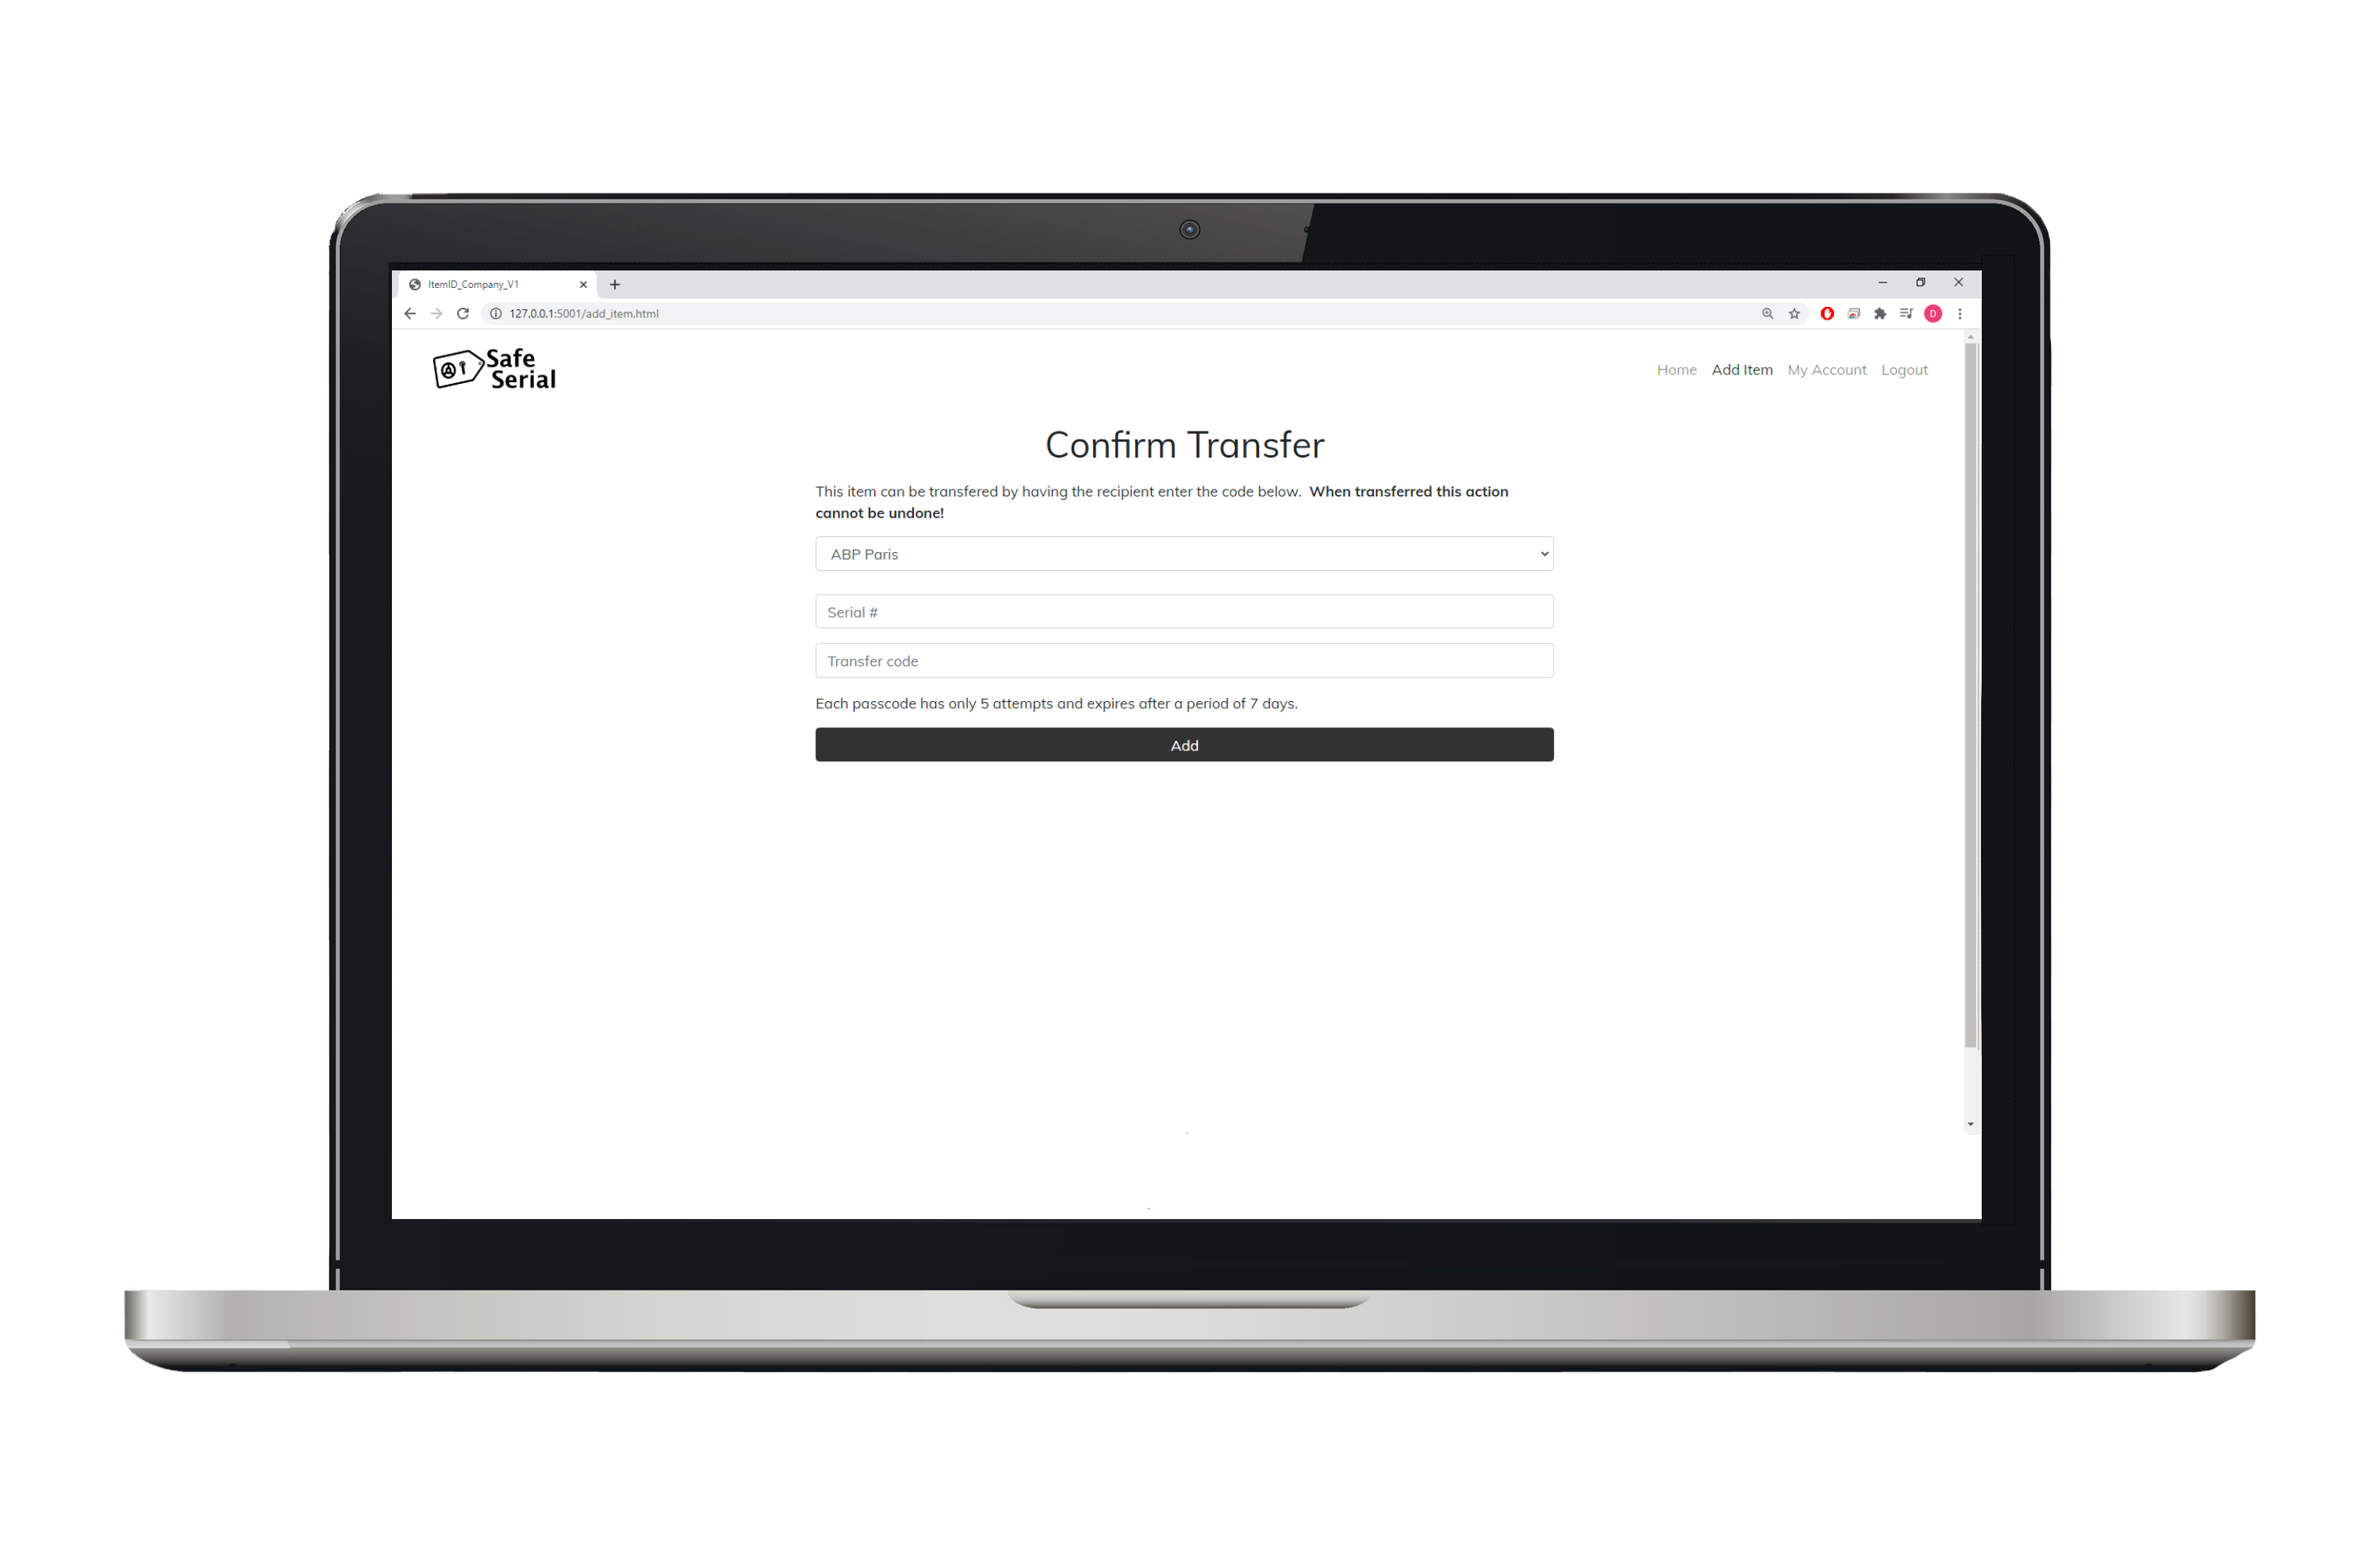 ItemID_Company_V1
127.0.0.1:5001/add_item.html
D
Safe
Serial
Home Add Item My Account Logout
Confirm Transfer
This item can be transfered by having the recipient enter the code below. When transferred this action
cannot be undone!
ABP Paris
Serial #
Transfer code
Each passcode has only 5 attempts and expires after a period of 7 days.
Add